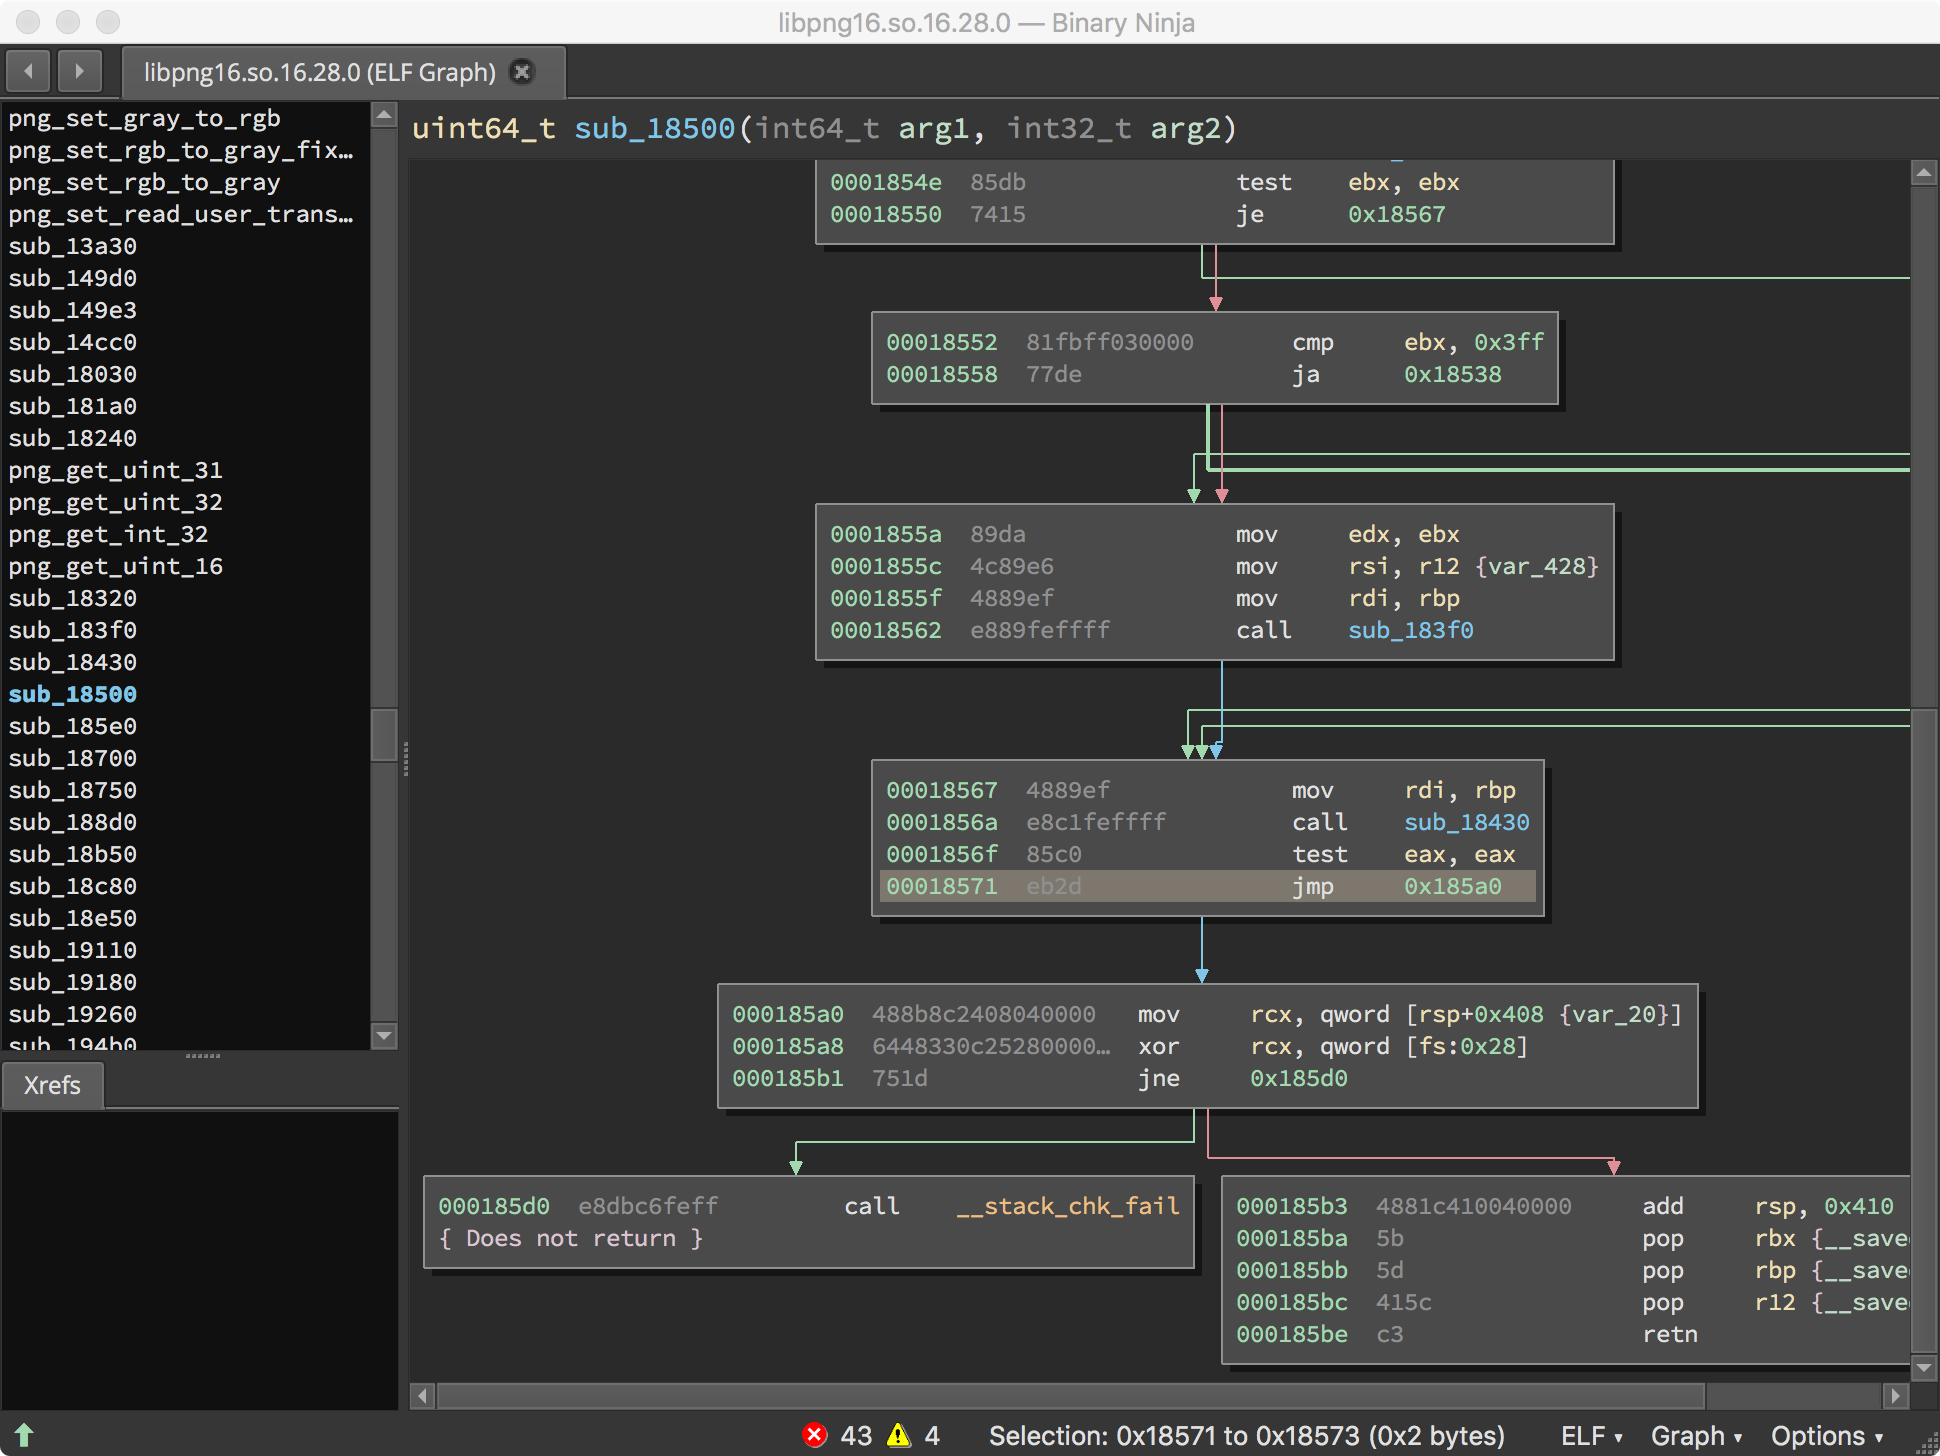 libpng16.so.16.28.0 — Binary Ninja
libpng16.so.16.28.0 (ELF Graph)
png_set_gray_to_rgb
png_set_rgb_to_gray_fix…
png_set_rgb_to_gray
png_set_read_user_trans…
sub_13a30
sub_149d0
sub_149e3
sub_14cc0
sub_18030
sub_181a0
sub_18240
png_get_uint_31
png_get_uint_32
png_get_int_32
png_get_uint_16
sub_18320
sub_183f0
sub_18430
sub_18500
sub_185e0
sub_18700
sub_18750
sub_188d0
sub_18b50
sub_18c80
sub_18e50
sub_19110
sub_19180
sub_19260
sub_194b0
Xrefs
uint64_t sub_18500(int64_t arg1, int32_t arg2)
0001854e 85db test ebx, ebx
00018550 7415 je 0x18567
00018552 81fbff030000 cmp ebx, 0x3ff
00018558 77de ja 0x18538
0001855a 89da mov edx, ebx
0001855c 4c89e6 mov rsi, r12 {var_428}
0001855f 4889ef mov rdi, rbp
00018562 e889feffff call sub_183f0
00018567 4889ef mov rdi, rbp
0001856a e8c1feffff call sub_18430
0001856f 85c0 test eax, eax
00018571 eb2d jmp 0x185a0
000185a0 488b8c2408040000 mov rcx, qword [rsp+0x408 {var_20}]
000185a8 6448330c25280000… xor rcx, qword [fs:0x28]
000185b1 751d jne 0x185d0
000185d0 e8dbc6feff call __stack_chk_fail
{ Does not return }
000185b3 4881c410040000 add rsp, 0x410
000185ba 5b pop rbx {__save
000185bb 5d pop rbp {__save
000185bc 415c pop r12 {__save
000185be c3 retn
43 4 Selection: 0x18571 to 0x18573 (0x2 bytes) ELF Graph Options